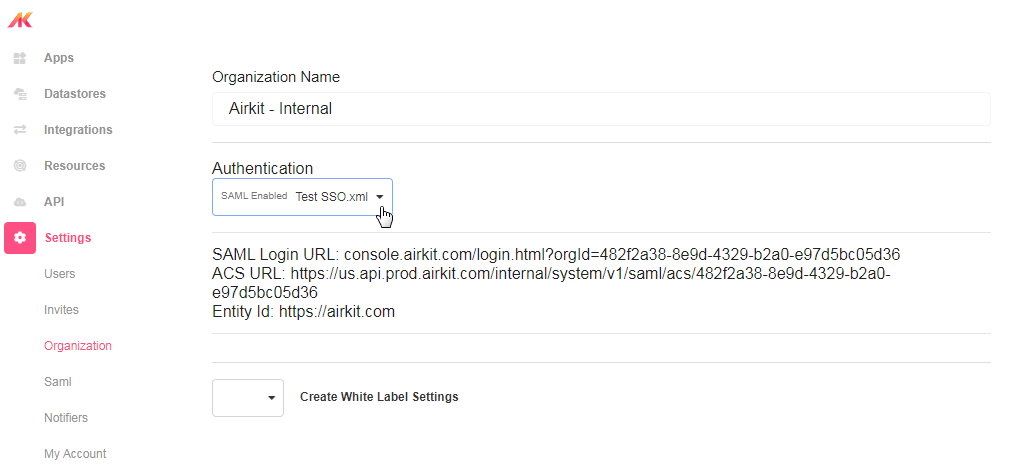 Apps
Datastores
Integrations
Resources
API
Settings
Users
Invites
Organization
Saml
Notifiers
My Account
Organization Name
Airkit - Internal
Authentication
SAML Enabled Test SSO.xml
SAML Login URL: console.airkit.com/login.html?orgId=482f2a38-8e9d-4329-b2a0-e97d5bc05d36
ACS URL: https://us.api.prod.airkit.com/internal/system/v1/saml/acs/482f2a38-8e9d-4329-b2a0-
e97d5bc05d36
Entity Id: https://airkit.com
Create White Label Settings